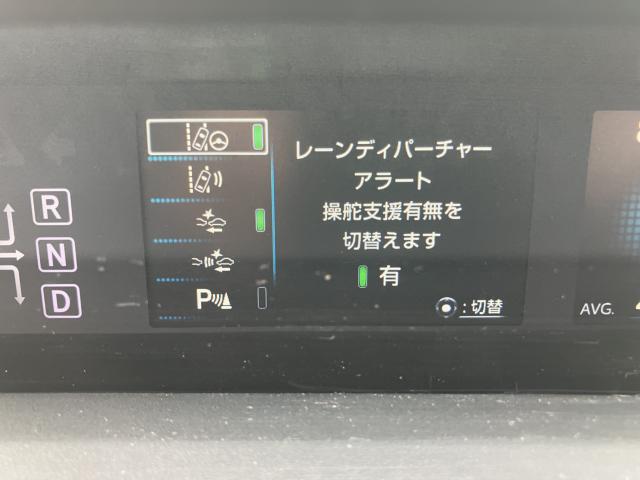 レーンディパーチャー
アラート
操舵支援有無を
切替えます
有
:切替
R
N
D
P
AVG.